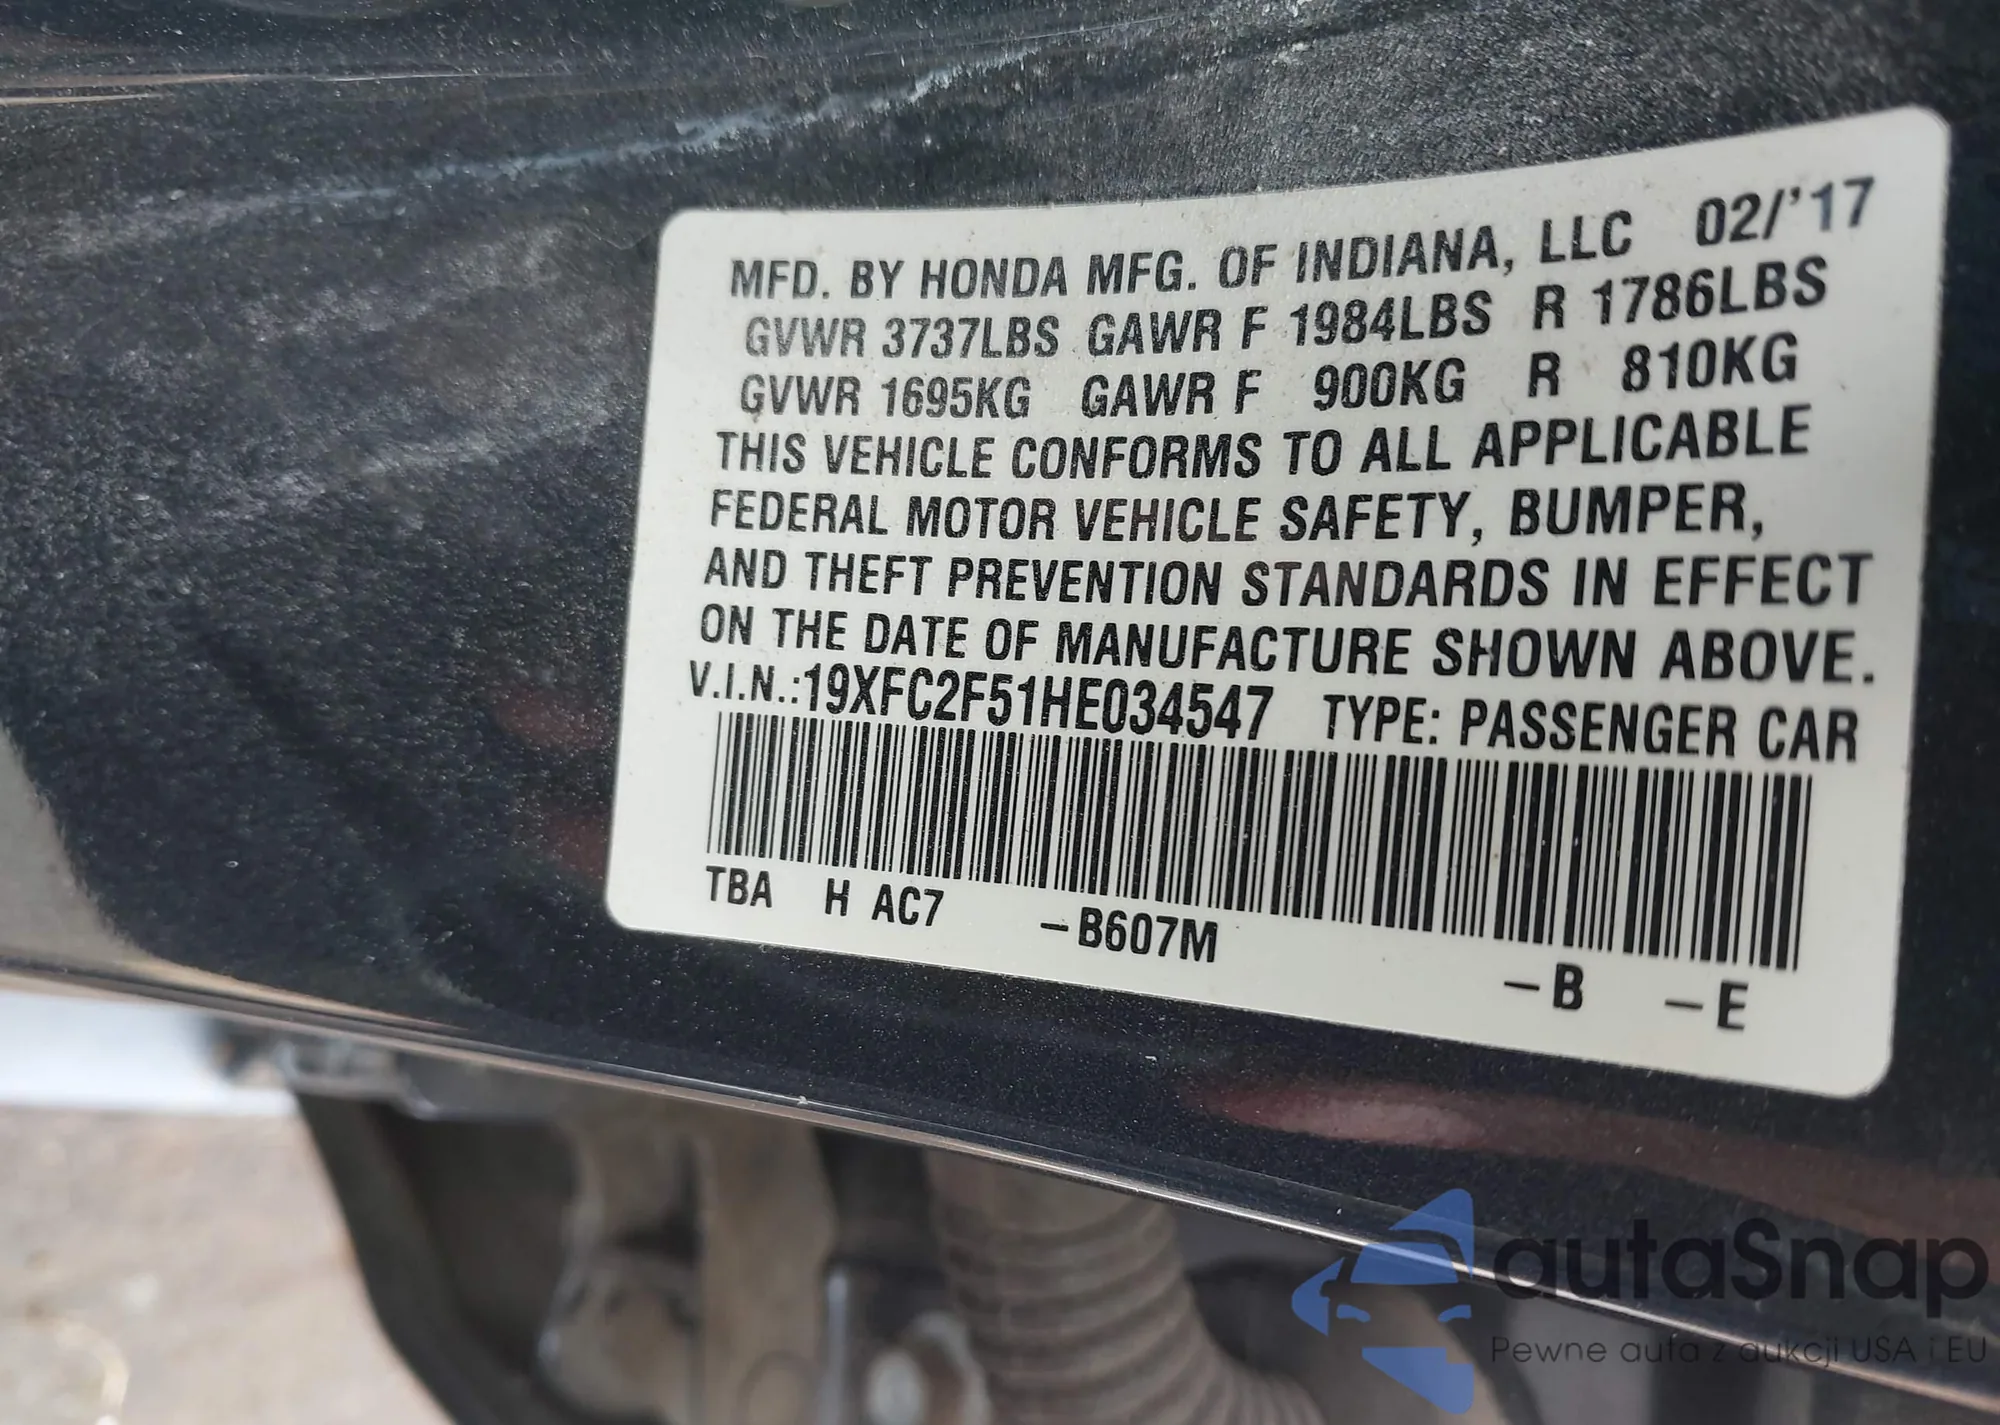 MFD. BY HONDA MFG. OF INDIANA, LLC 02/'17
GVWR 3737LBS GAWR F 1984LBS R 1786LBS
GVWR 1695KG GAWR F 900KG R 810KG
THIS VEHICLE CONFORMS TO ALL APPLICABLE
FEDERAL MOTOR VEHICLE SAFETY, BUMPER,
AND THEFT PREVENTION STANDARDS IN EFFECT
ON THE DATE OF MANUFACTURE SHOWN ABOVE.
V.I.N.:19XFC2F51HE034547 TYPE: PASSENGER CAR
TBA H AC7 –B607M –B –E
autaSnap
Pewne auta z aukcji USA i EU